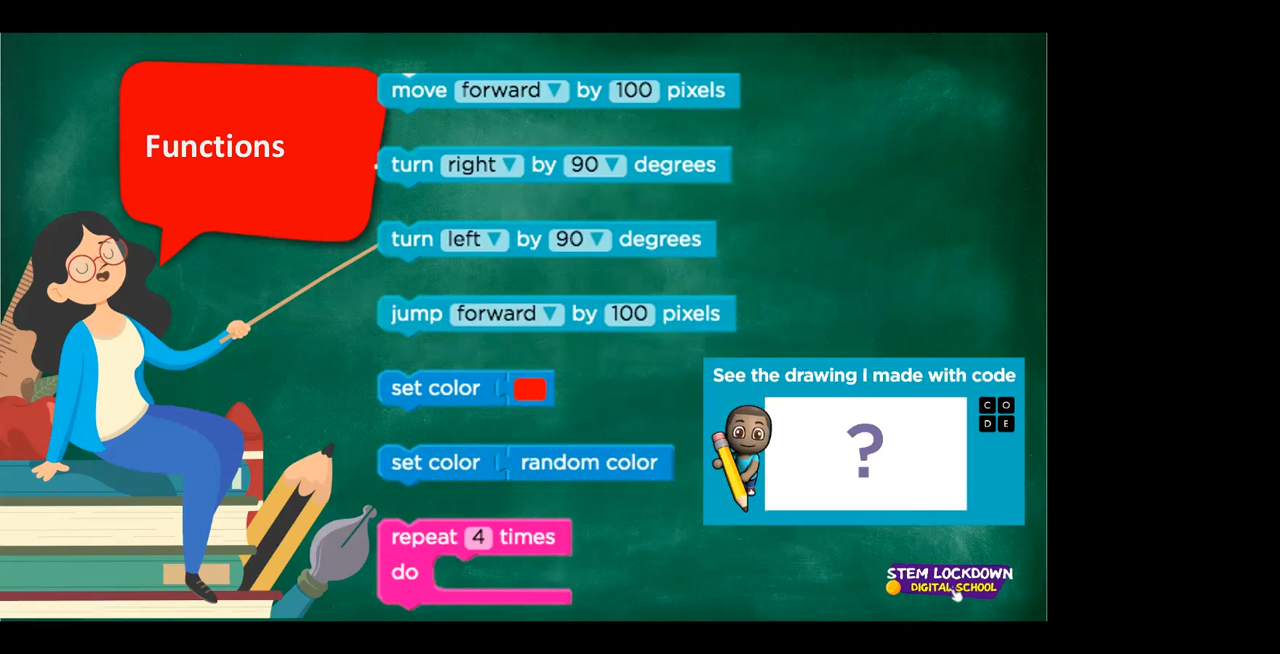 Functions
move forward by 100 pixels
turn right by 90 degrees
turn left by 90 degrees
jump forward by 100 pixels
set color
set color random color
repeat 4 times
do
See the drawing I made with code
?
C O
D E
STEM LOCKDOWN
DIGITAL SCHOOL